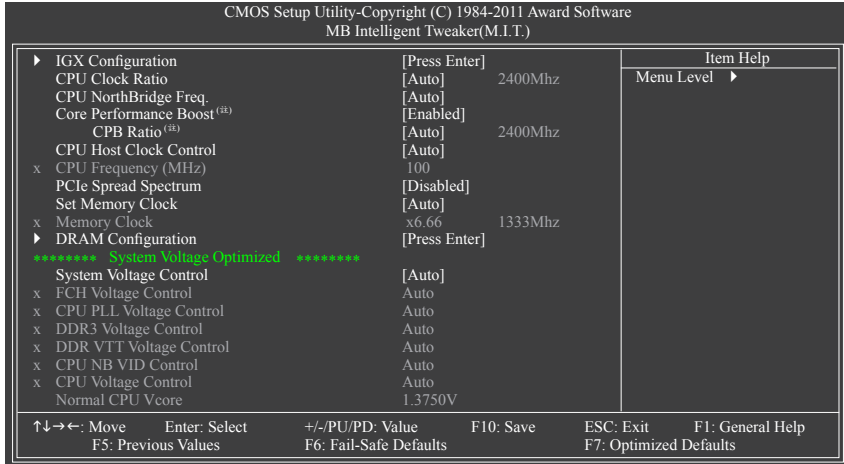 CMOS Setup Utility-Copyright (C) 1984-2011 Award Software
MB Intelligent Tweaker(M.I.T.)
Item Help
Menu Level ▶
▶ IGX Configuration [Press Enter]
CPU Clock Ratio [Auto] 2400Mhz
CPU NorthBridge Freq. [Auto]
Core Performance Boost(註) [Enabled]
CPB Ratio(註) [Auto] 2400Mhz
CPU Host Clock Control [Auto]
x CPU Frequency (MHz) 100
PCIe Spread Spectrum [Disabled]
Set Memory Clock [Auto]
x Memory Clock x6.66 1333Mhz
▶ DRAM Configuration [Press Enter]
******** System Voltage Optimized ********
System Voltage Control [Auto]
x FCH Voltage Control Auto
x CPU PLL Voltage Control Auto
x DDR3 Voltage Control Auto
x DDR VTT Voltage Control Auto
x CPU NB VID Control Auto
x CPU Voltage Control Auto
Normal CPU Vcore 1.3750V
↑↓→←: Move Enter: Select +/-/PU/PD: Value F10: Save ESC: Exit F1: General Help
F5: Previous Values F6: Fail-Safe Defaults F7: Optimized Defaults